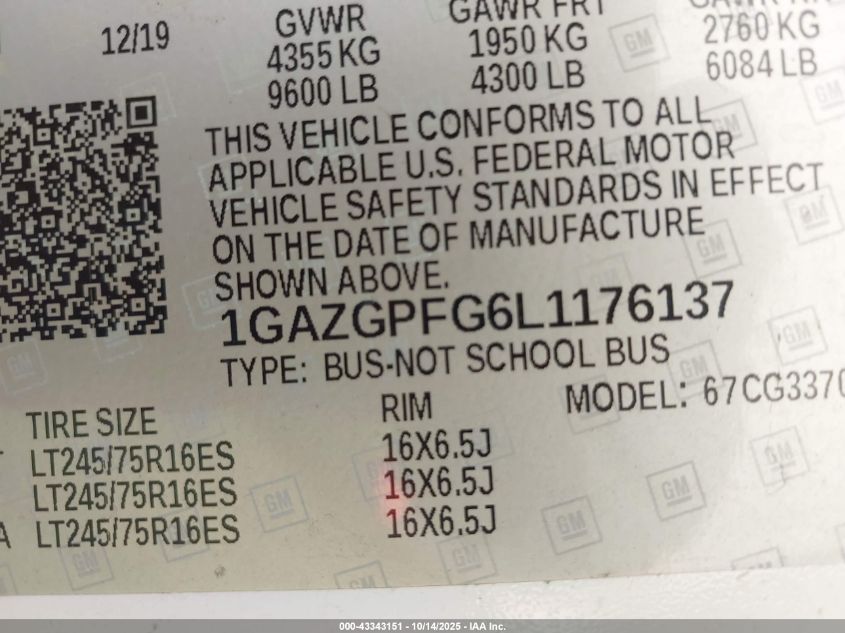 12/19
GVWR
GAWR FRT
4355 KG
1950 KG
2760 KG
9600 LB
4300 LB
6084 LB
THIS VEHICLE CONFORMS TO ALL
APPLICABLE U.S. FEDERAL MOTOR
VEHICLE SAFETY STANDARDS IN EFFECT
ON THE DATE OF MANUFACTURE
SHOWN ABOVE.
1GAZGPFG6L1176137
TYPE: BUS-NOT SCHOOL BUS
MODEL: 67CG3370
TIRE SIZE
RIM
LT245/75R16ES
16X6.5J
LT245/75R16ES
16X6.5J
LT245/75R16ES
16X6.5J
GM
000-43343151 - 10/14/2025 - IAA Inc.